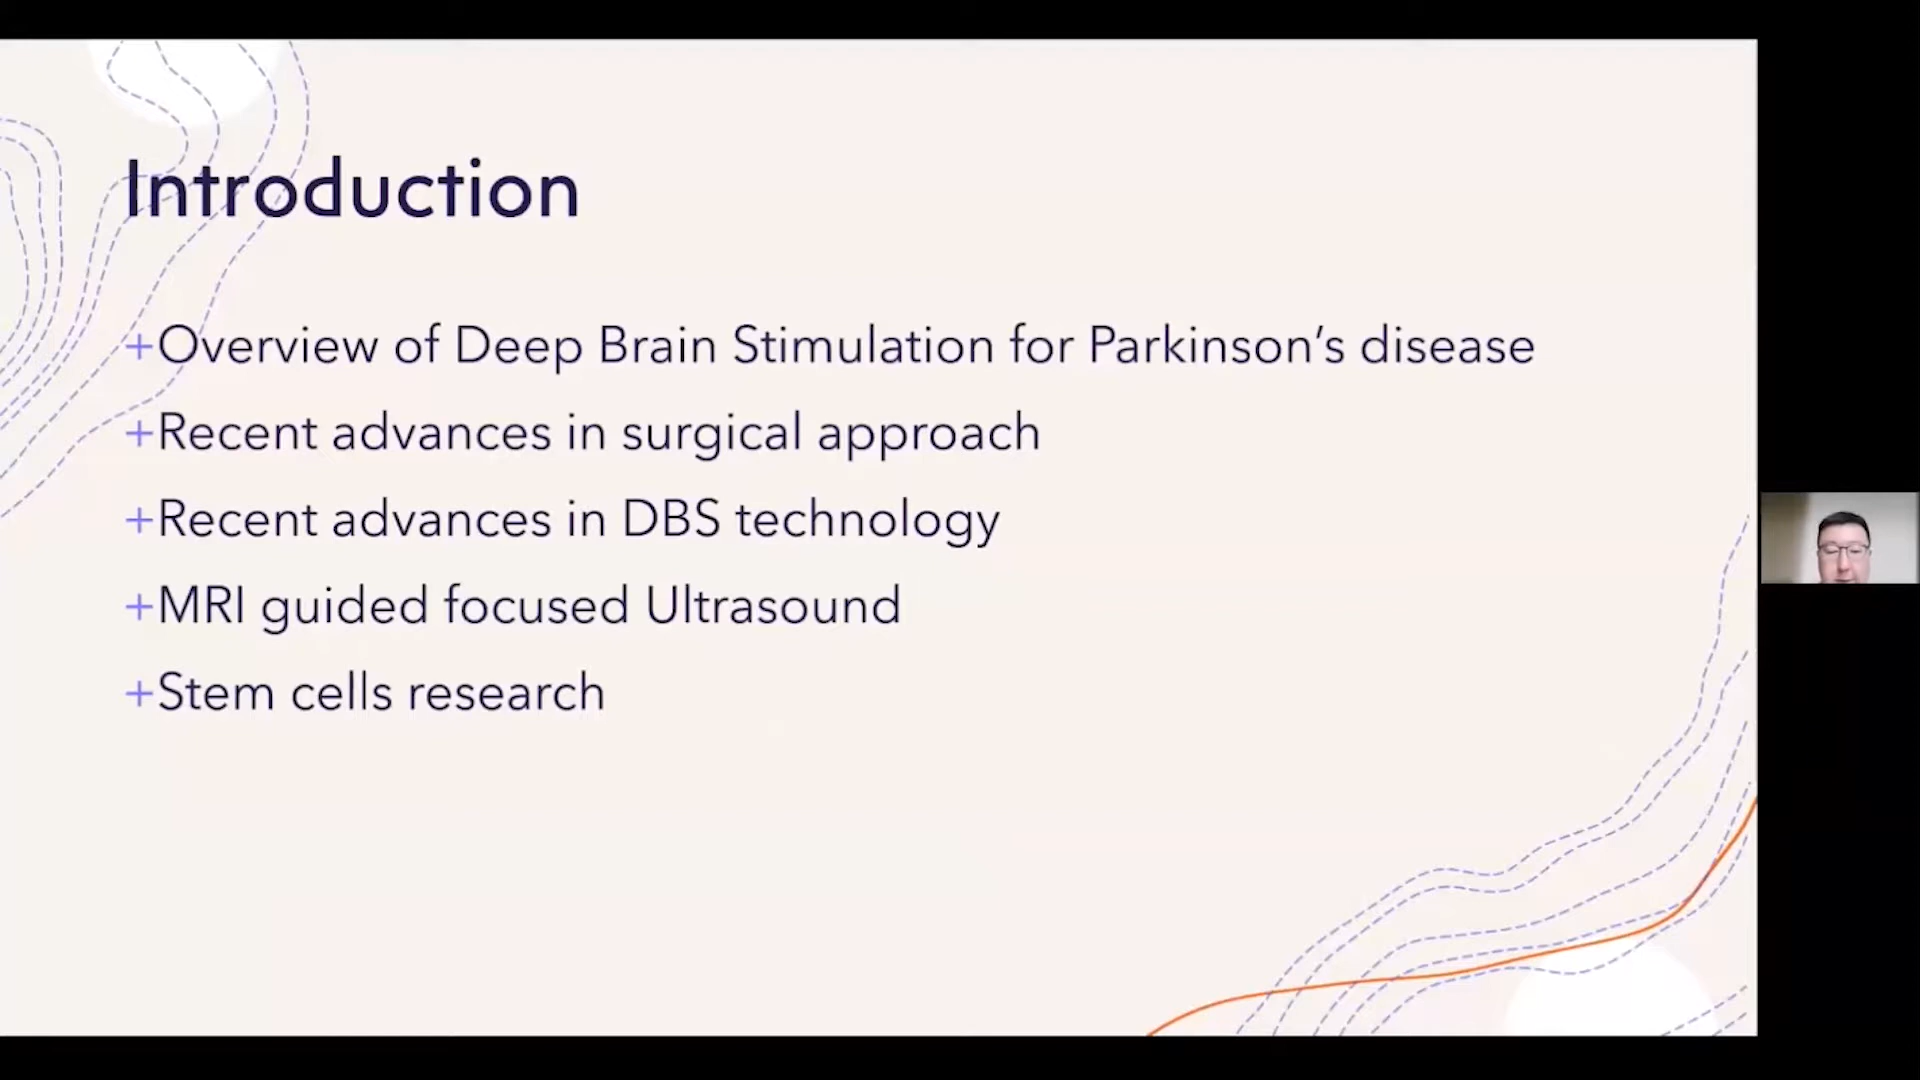 Introduction
+Overview of Deep Brain Stimulation for Parkinson’s disease
+Recent advances in surgical approach
+Recent advances in DBS technology
+MRI guided focused Ultrasound
+Stem cells research